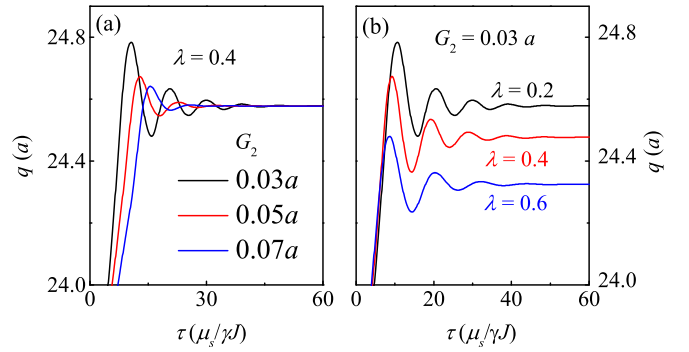 (a)
λ = 0.4
G₂
0.03a
0.05a
0.07a
q (a)
24.8
24.4
24.0
0
30
60
τ (μₛ/γJ)
(b)
G₂ = 0.03 a
λ = 0.2
λ = 0.4
λ = 0.6
24.8
24.4
24.0
q (a)
0
20
40
60
τ (μₛ/γJ)